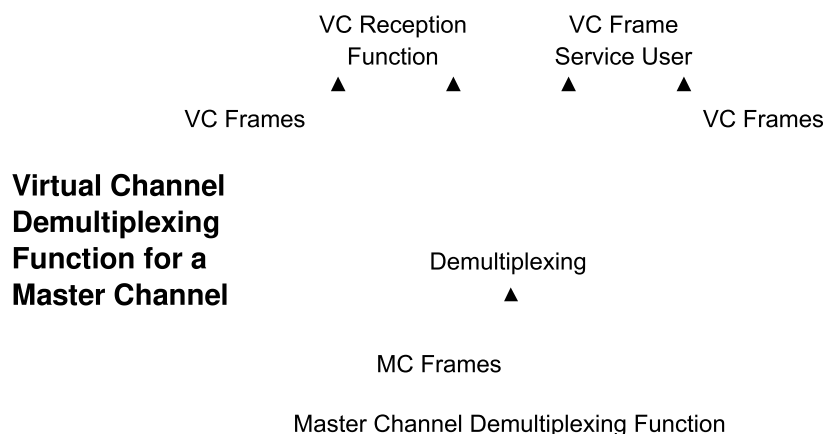 VC Reception
Function
VC Frame
Service User
VC Frames
VC Frames
Virtual Channel
Demultiplexing
Function for a
Master Channel
Demultiplexing
MC Frames
Master Channel Demultiplexing Function